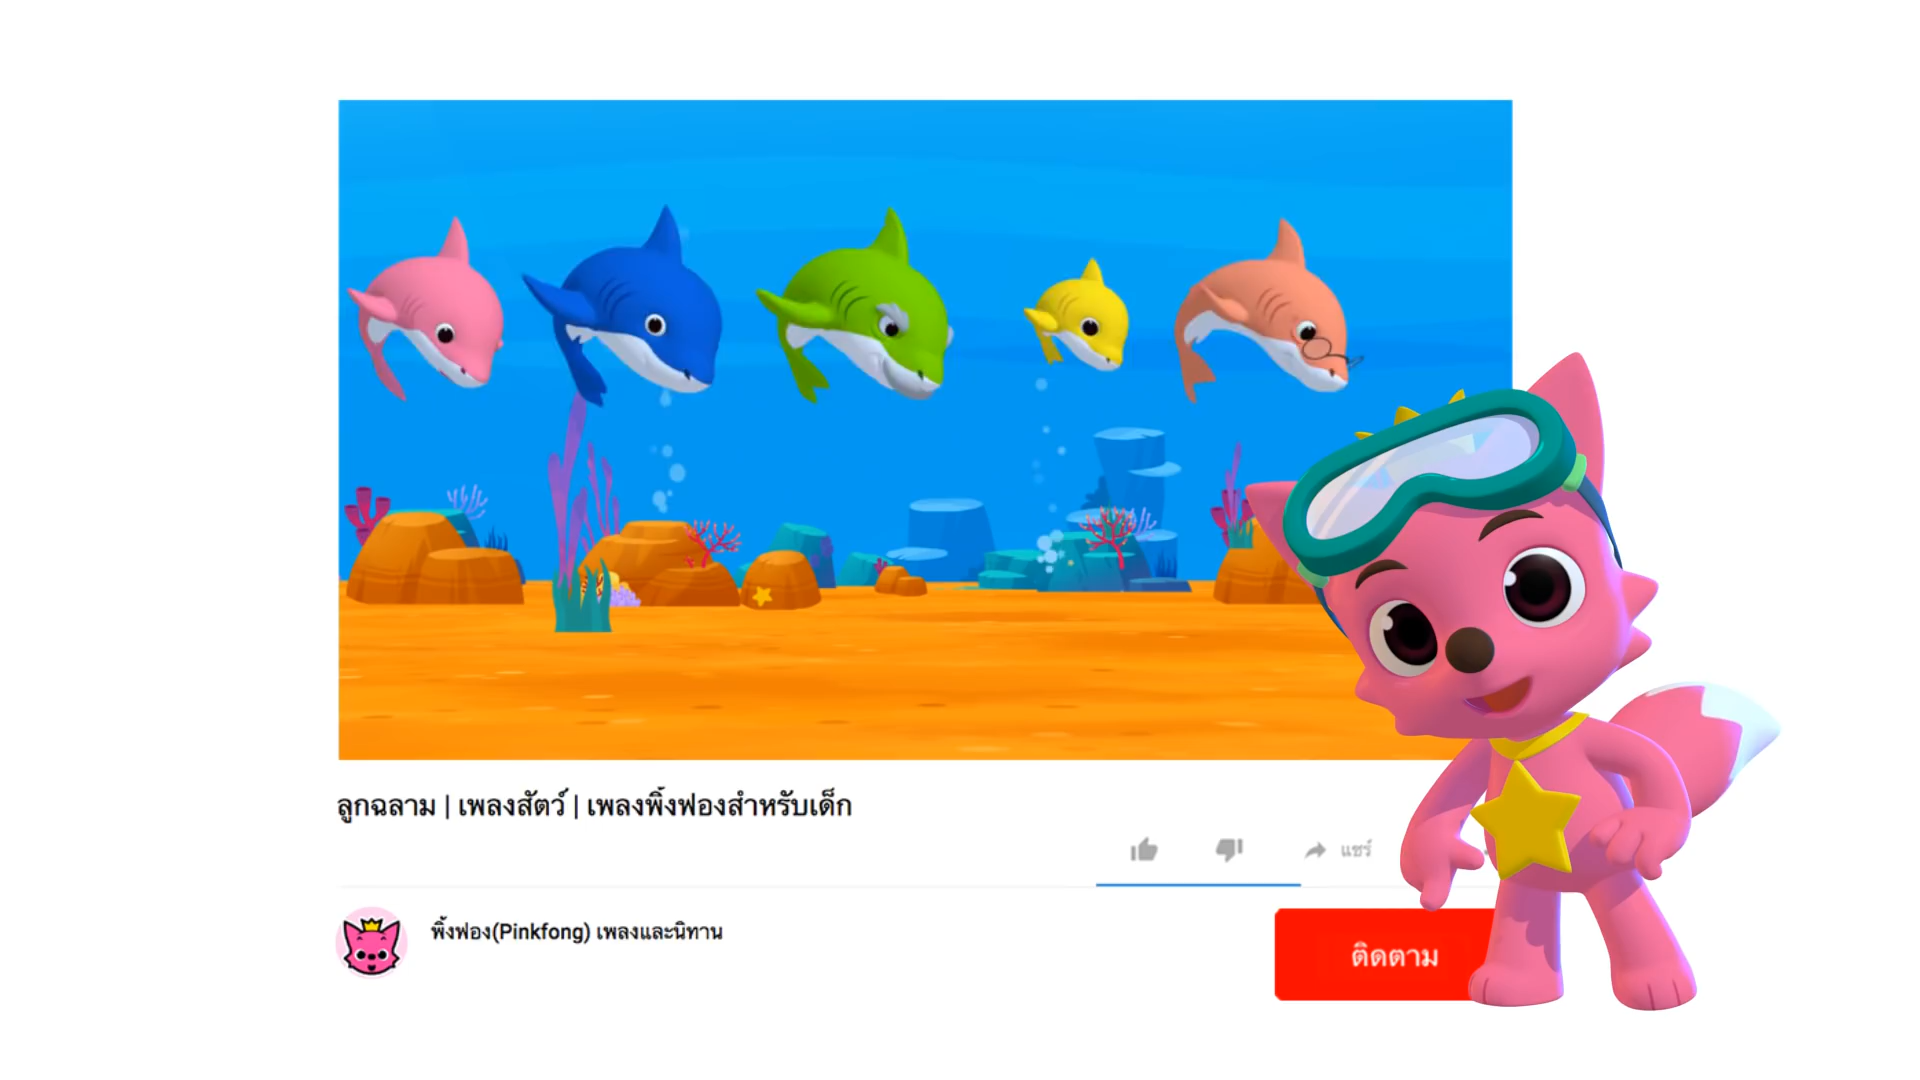 ลูกฉลาม | เพลงสัตว์ | เพลงพิ้งฟองสำหรับเด็ก
แชร์
พิ้งฟอง(Pinkfong) เพลงและนิทาน
ติดตาม